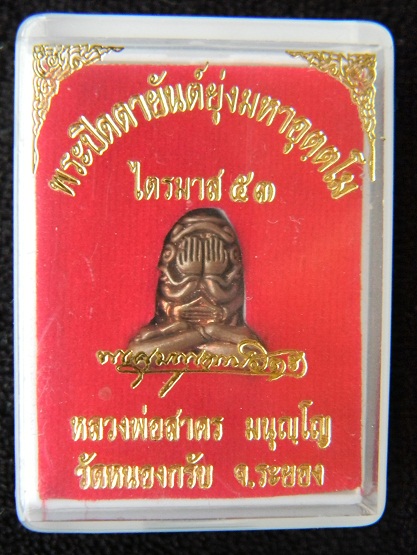 พระปิดตายันต์ยุ่งมหาอุตฺตโม
ไตรมาส ๕๓
หลวงพ่อสาคร มนุญฺโญ
วัดหนองกรับ จ.ระยอง